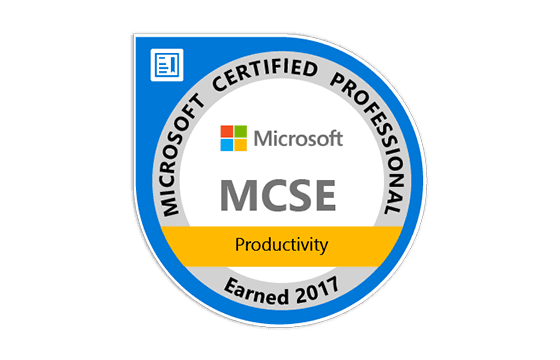 MICROSOFT CERTIFIED PROFESSIONAL
Microsoft
MCSE
Productivity
Earned 2017